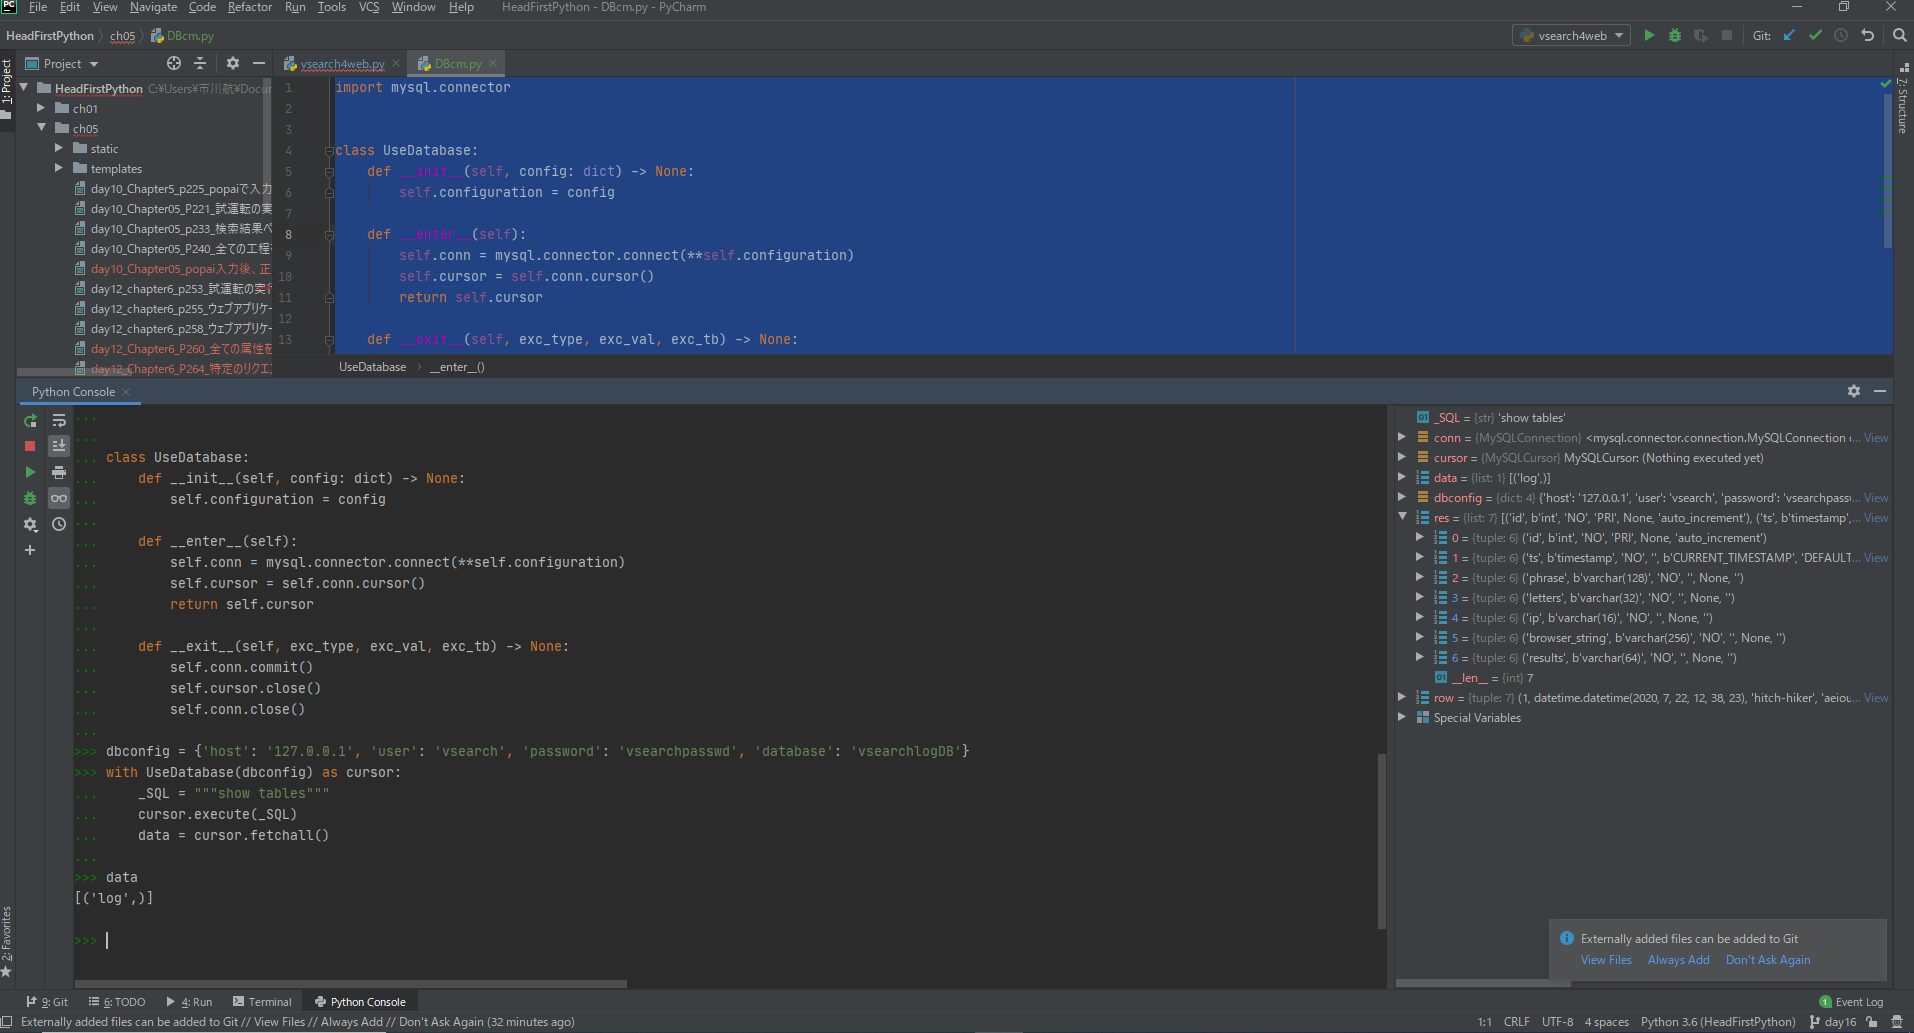 File Edit View Navigate Code Refactor Run Tools VCS Window Help HeadFirstPython - DBcm.py - PyCharm
HeadFirstPython ch05 DBcm.py vsearch4web Git:
Project vsearch4web.py DBcm.py
1: Project
7: Structure
HeadFirstPython C:¥Users¥市川航¥Docur
ch01
ch05
static
templates
day10_Chapter5_p225_popaiで入力
day10_Chapter05_P221_試運転の実
day10_Chapter05_p233_検索結果ペ
day10_Chapter05_P240_全ての工程を
day10_Chapter05_popai入力後、正
day12_chapter6_p253_試運転の実行
day12_chapter6_p255_ウェブアプリケー
day12_chapter6_p258_ウェブアプリケー
day12_Chapter6_P260_全ての属性を
day12_Chapter6_P264_特定のリクエス
1 import mysql.connector
2
3
4 class UseDatabase:
5 def __init__(self, config: dict) -> None:
6 self.configuration = config
7
8 def __enter__(self):
9 self.conn = mysql.connector.connect(**self.configuration)
10 self.cursor = self.conn.cursor()
11 return self.cursor
12
13 def __exit__(self, exc_type, exc_val, exc_tb) -> None:
UseDatabase › __enter__()
Python Console
...
...
... class UseDatabase:
... def __init__(self, config: dict) -> None:
... self.configuration = config
...
... def __enter__(self):
... self.conn = mysql.connector.connect(**self.configuration)
... self.cursor = self.conn.cursor()
... return self.cursor
...
... def __exit__(self, exc_type, exc_val, exc_tb) -> None:
... self.conn.commit()
... self.cursor.close()
... self.conn.close()
...
>>> dbconfig = {'host': '127.0.0.1', 'user': 'vsearch', 'password': 'vsearchpasswd', 'database': 'vsearchlogDB'}
>>> with UseDatabase(dbconfig) as cursor:
... _SQL = """show tables"""
... cursor.execute(_SQL)
... data = cursor.fetchall()
...
>>> data
[('log',)]
>>>
_SQL = {str} 'show tables'
conn = {MySQLConnection} <mysql.connector.connection.MySQLConnection ... View
cursor = {MySQLCursor} MySQLCursor: (Nothing executed yet)
data = {list: 1} [('log',)]
dbconfig = {dict: 4} {'host': '127.0.0.1', 'user': 'vsearch', 'password': 'vsearchpassw... View
res = {list: 7} [('id', b'int', 'NO', 'PRI', None, 'auto_increment'), ('ts', b'timestamp',... View
0 = {tuple: 6} ('id', b'int', 'NO', 'PRI', None, 'auto_increment')
1 = {tuple: 6} ('ts', b'timestamp', 'NO', '', b'CURRENT_TIMESTAMP', 'DEFAULT... View
2 = {tuple: 6} ('phrase', b'varchar(128)', 'NO', '', None, '')
3 = {tuple: 6} ('letters', b'varchar(32)', 'NO', '', None, '')
4 = {tuple: 6} ('ip', b'varchar(16)', 'NO', '', None, '')
5 = {tuple: 6} ('browser_string', b'varchar(256)', 'NO', '', None, '')
6 = {tuple: 6} ('results', b'varchar(64)', 'NO', '', None, '')
__len__ = {int} 7
row = {tuple: 7} (1, datetime.datetime(2020, 7, 22, 12, 38, 23), 'hitch-hiker', 'aeiou... View
Special Variables
Externally added files can be added to Git
View Files Always Add Don't Ask Again
2: Favorites
9: Git 6: TODO 4: Run Terminal Python Console 1 Event Log
Externally added files can be added to Git // View Files // Always Add // Don't Ask Again (32 minutes ago) 1:1 CRLF UTF-8 4 spaces Python 3.6 (HeadFirstPython) day16